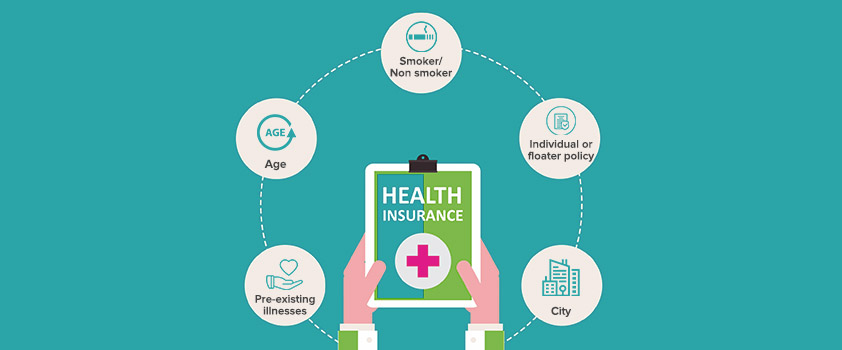 Smoker/
Non smoker
AGE
Age
Individual or
floater policy
HEALTH
INSURANCE
Pre-existing
illnesses
City